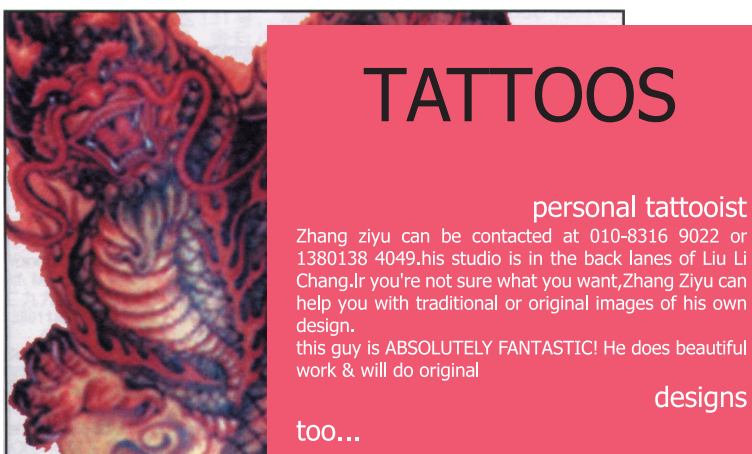 TATTOOS
personal tattooist
Zhang ziyu can be contacted at 010-8316 9022 or
1380138 4049.his studio is in the back lanes of Liu Li
Chang.Ir you're not sure what you want,Zhang Ziyu can
help you with traditional or original images of his own
design.
this guy is ABSOLUTELY FANTASTIC! He does beautiful
work & will do original
designs
too...